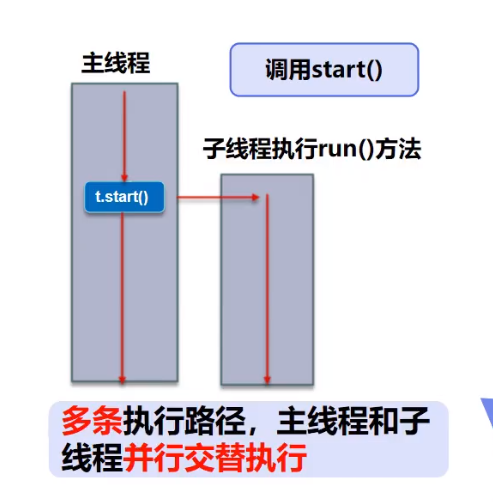 主线程
调用start()
子线程执行run()方法
t.start()
多条执行路径，主线程和子
线程并行交替执行